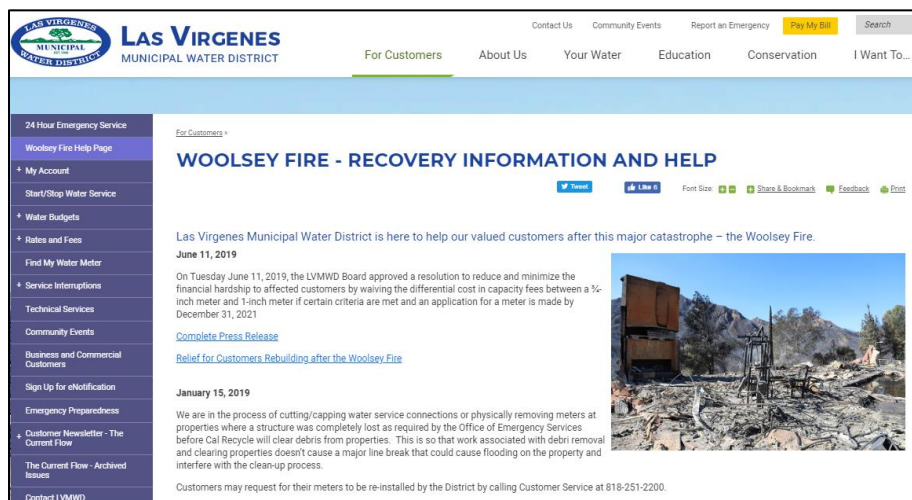 LAS VIRGENES
MUNICIPAL
WATER DISTRICT
LAS VIRGENES
MUNICIPAL WATER DISTRICT
Contact Us
Community Events
Report an Emergency
Pay My Bill
Search
For Customers
About Us
Your Water
Education
Conservation
I Want To...
24 Hour Emergency Service
Woolsey Fire Help Page
+ My Account
Start/Stop Water Service
+ Water Budgets
+ Rates and Fees
Find My Water Meter
+ Service Interruptions
Technical Services
Community Events
Business and Commercial
Customers
Sign Up for eNotification
Emergency Preparedness
+ Customer Newsletter - The
Current Flow
The Current Flow - Archived
Issues
Contact LVMWD
For Customers »
WOOLSEY FIRE - RECOVERY INFORMATION AND HELP
Tweet
Like 6
Font Size:
Share & Bookmark
Feedback
Print
Las Virgenes Municipal Water District is here to help our valued customers after this major catastrophe – the Woolsey Fire.
June 11, 2019
On Tuesday June 11, 2019, the LVMWD Board approved a resolution to reduce and minimize the
financial hardship to affected customers by waiving the differential cost in capacity fees between a ¾-
inch meter and 1-inch meter if certain criteria are met and an application for a meter is made by
December 31, 2021
Complete Press Release
Relief for Customers Rebuilding after the Woolsey Fire
January 15, 2019
We are in the process of cutting/capping water service connections or physically removing meters at
properties where a structure was completely lost as required by the Office of Emergency Services
before Cal Recycle will clear debris from properties. This is so that work associated with debri removal
and clearing properties doesn't cause a major line break that could cause flooding on the property and
interfere with the clean-up process.
Customers may request for their meters to be re-installed by the District by calling Customer Service at 818-251-2200.